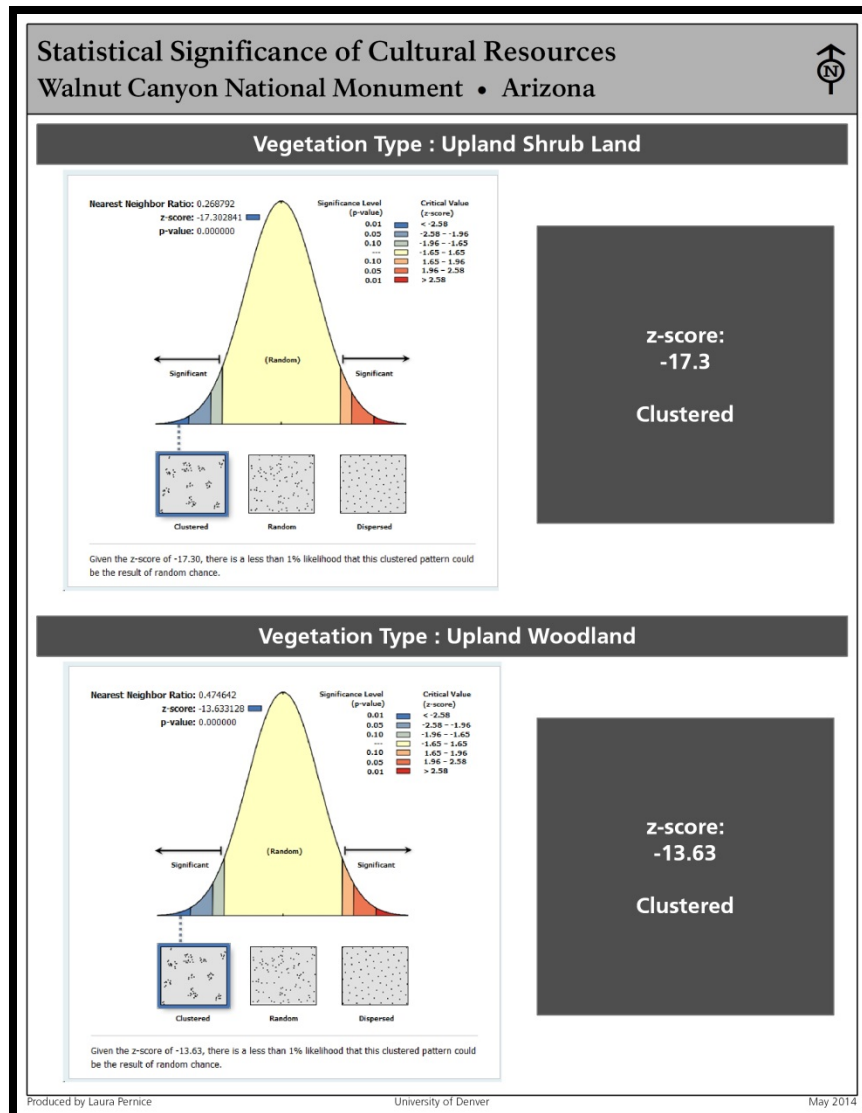 Statistical Significance of Cultural Resources
Walnut Canyon National Monument • Arizona
N
Vegetation Type : Upland Shrub Land
Nearest Neighbor Ratio: 0.268792
z-score: -17.302841
p-value: 0.000000
Significance Level Critical Value
(p-value) (z-score)
0.01 < -2.58
0.05 -2.58 – -1.96
0.10 -1.96 – -1.65
--- -1.65 – 1.65
0.10 1.65 – 1.96
0.05 1.96 – 2.58
0.01 > 2.58
(Random)
Significant Significant
Clustered Random Dispersed
Given the z-score of -17.30, there is a less than 1% likelihood that this clustered pattern could
be the result of random chance.
z-score:
-17.3
Clustered
Vegetation Type : Upland Woodland
Nearest Neighbor Ratio: 0.474642
z-score: -13.633128
p-value: 0.000000
Significance Level Critical Value
(p-value) (z-score)
0.01 < -2.58
0.05 -2.58 – -1.96
0.10 -1.96 – -1.65
--- -1.65 – 1.65
0.10 1.65 – 1.96
0.05 1.96 – 2.58
0.01 > 2.58
(Random)
Significant Significant
Clustered Random Dispersed
Given the z-score of -13.63, there is a less than 1% likelihood that this clustered pattern could
be the result of random chance.
z-score:
-13.63
Clustered
Produced by Laura Pernice University of Denver May 2014